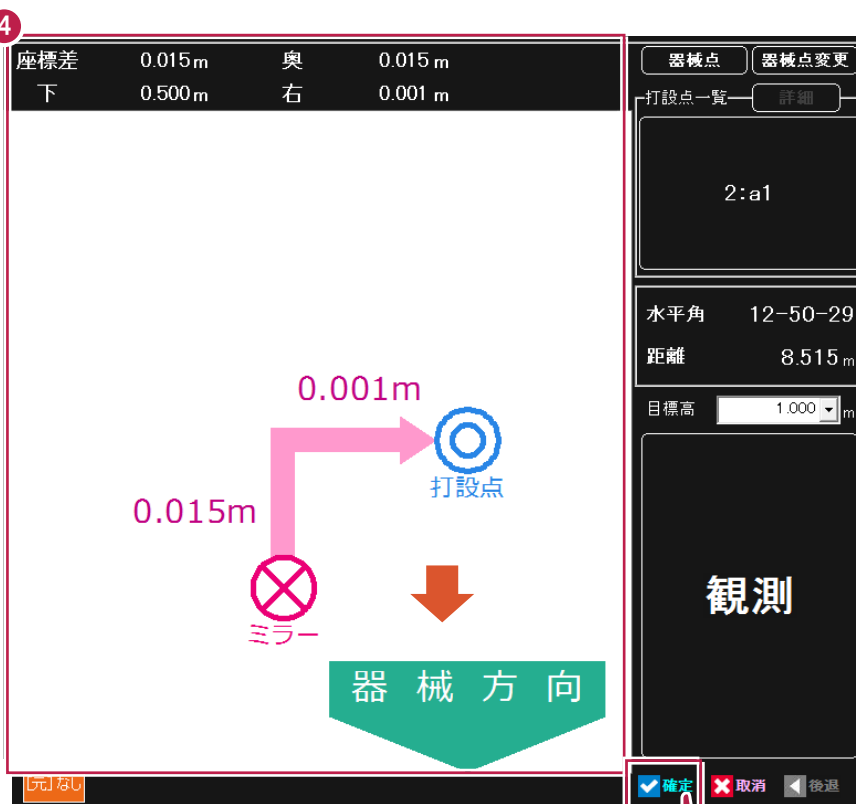 4
座標差 0.015m 奥 0.015 m
下 0.500m 右 0.001 m
器械点 器械点変更
打設点一覧 詳細
2:a1
水平角 12-50-29
距離 8.515m
目標高 1.000 m
0.001m
打設点
0.015m
ミラー
観測
器械方向
[元]なし
確定 取消 後退